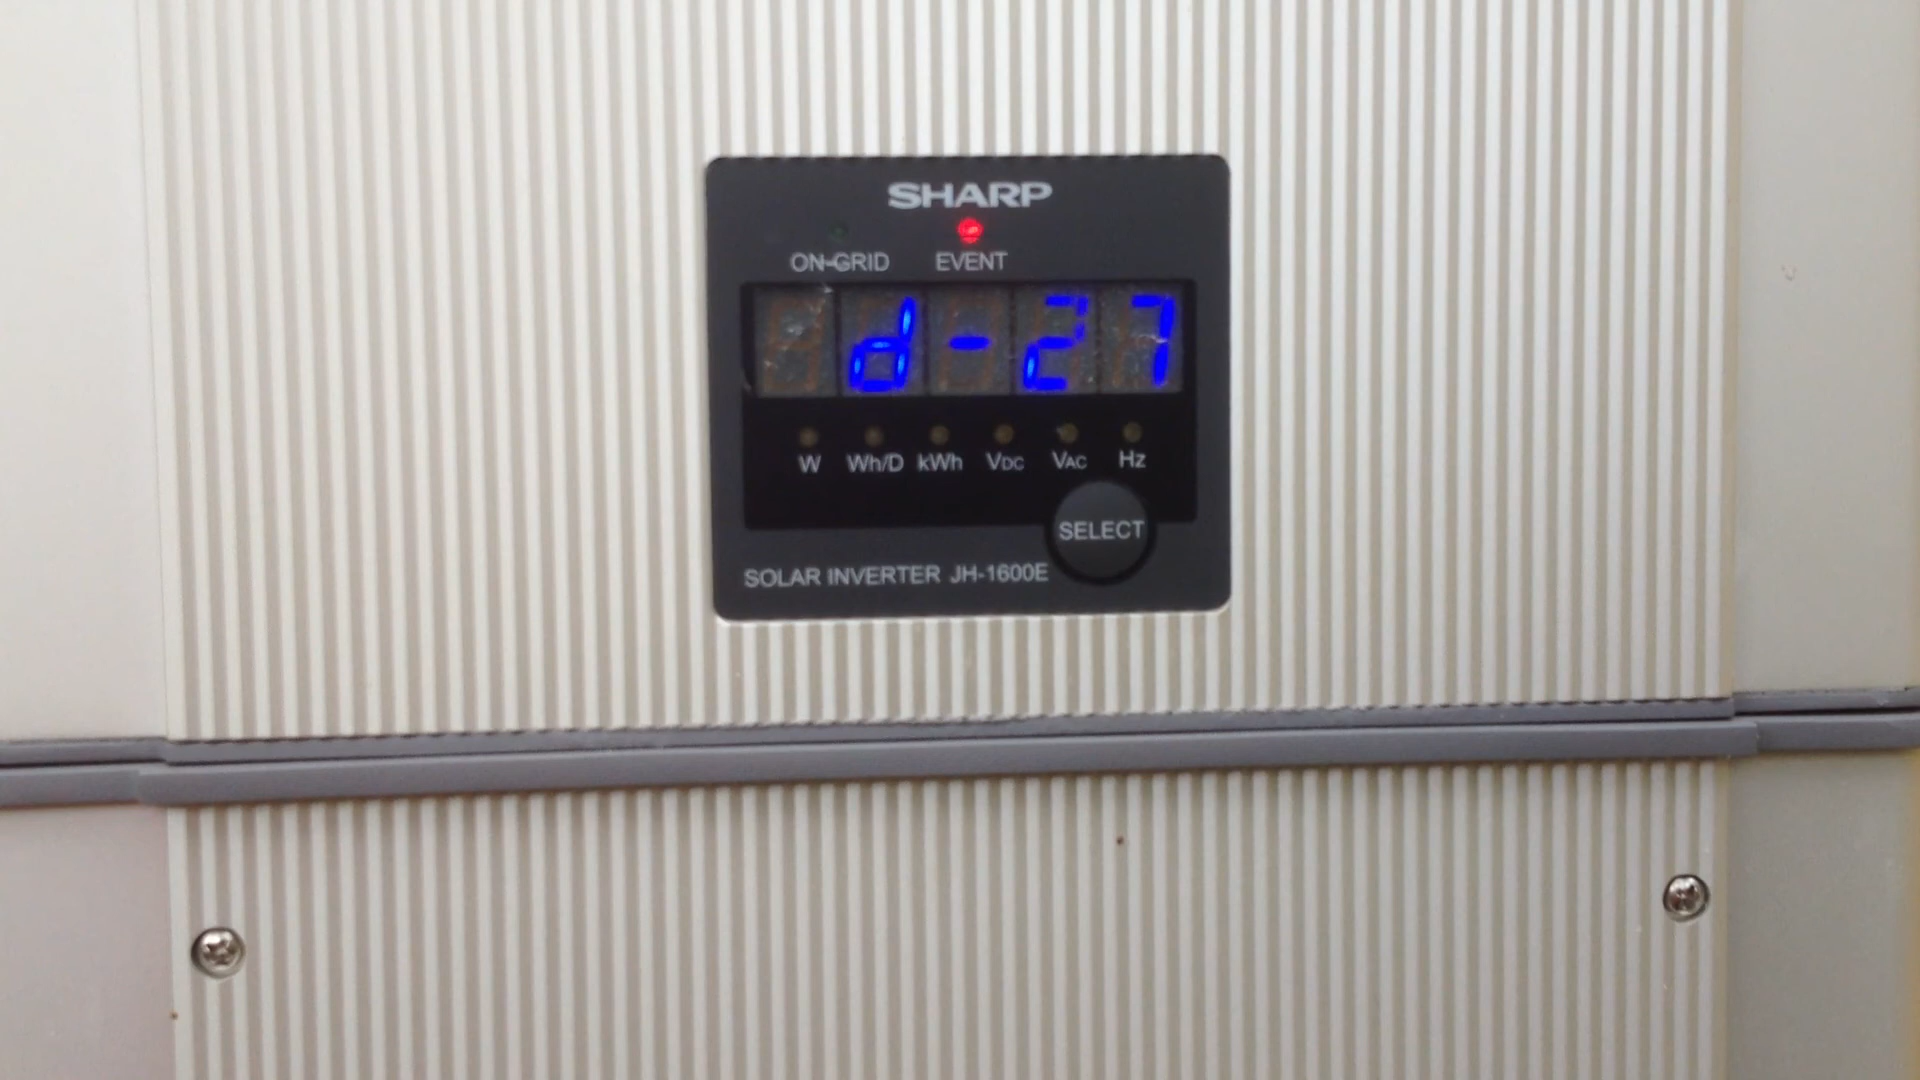 SHARP
ON-GRID EVENT
d-27
W Wh/D kWh VDC VAC Hz
SELECT
SOLAR INVERTER JH-1600E